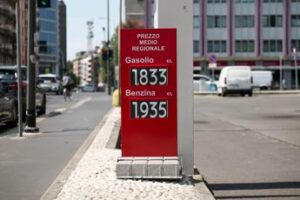 PREZZO
MEDIO
REGIONALE
Gasolio €/L
1833
Benzina €/L
1935